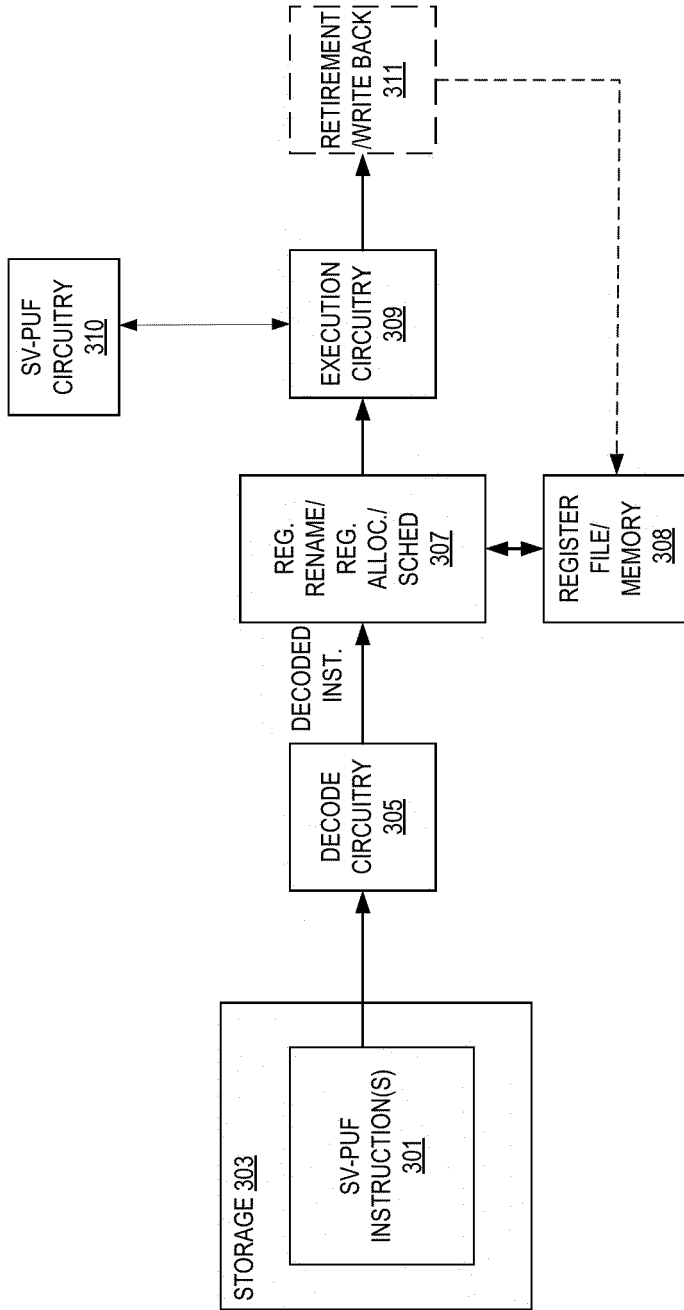 STORAGE 303
SV-PUF
INSTRUCTION(S)
301
DECODE
CIRCUITRY
305
DECODED
INST.
REG.
RENAME/
REG.
ALLOC./
SCHED
307
REGISTER
FILE/
MEMORY
308
EXECUTION
CIRCUITRY
309
SV-PUF
CIRCUITRY
310
RETIREMENT
/WRITE BACK
311